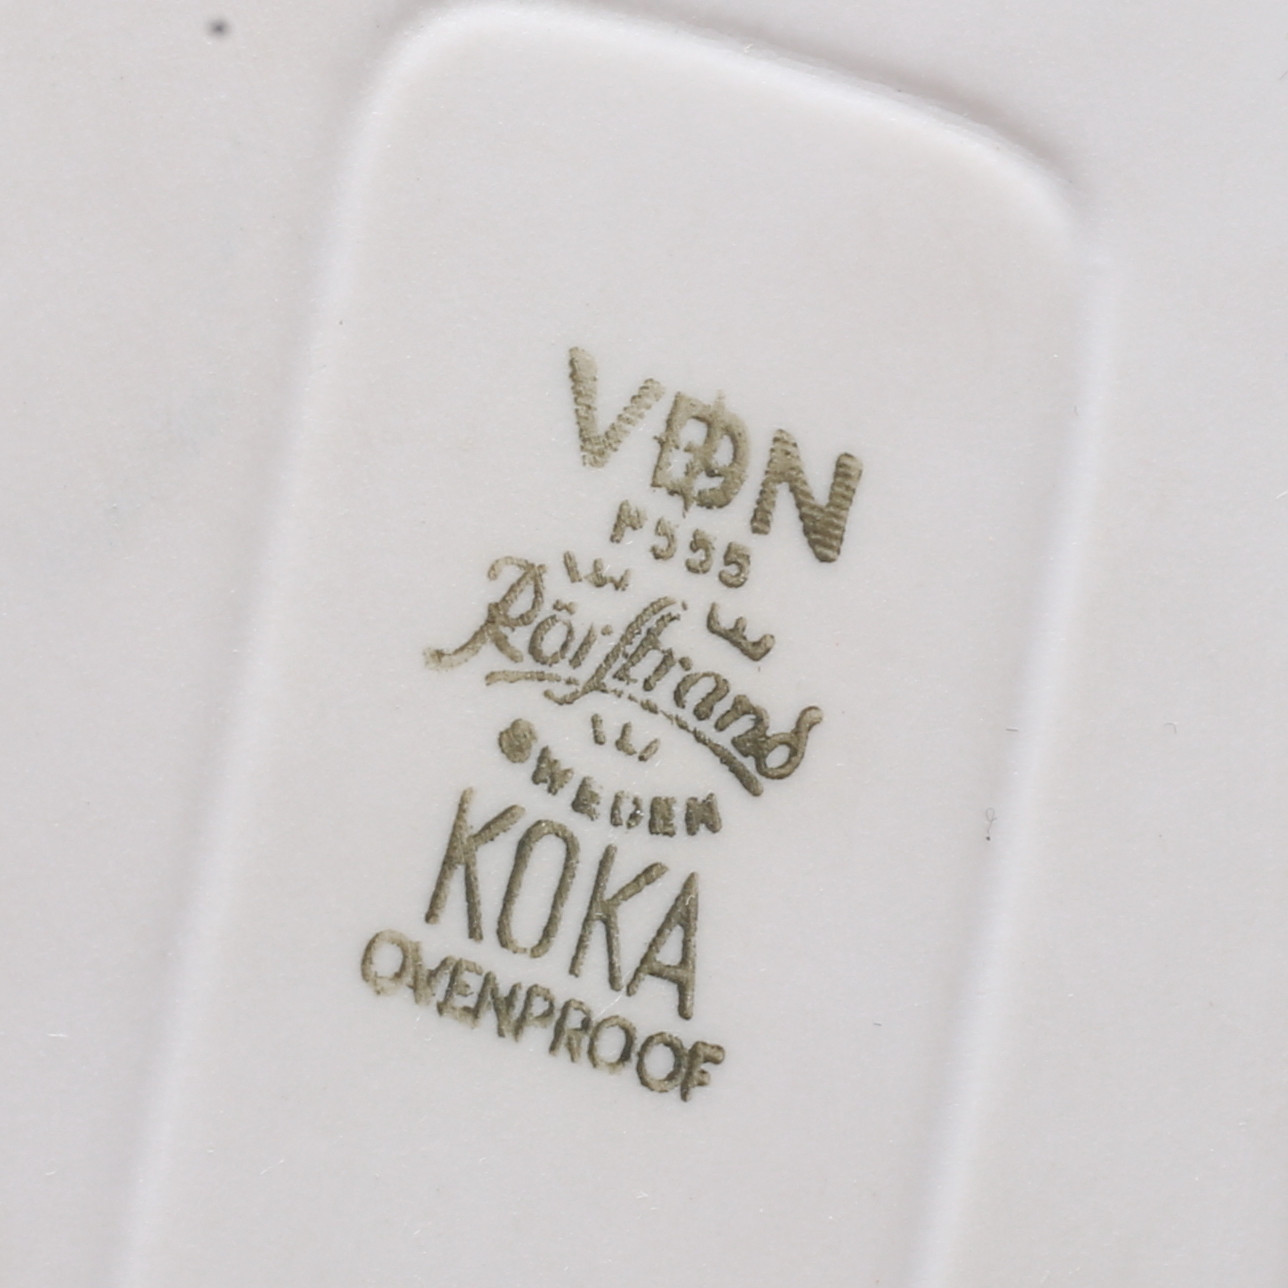 VDN
P555
Rörstrand
SWEDEN
KOKA
OVENPROOF